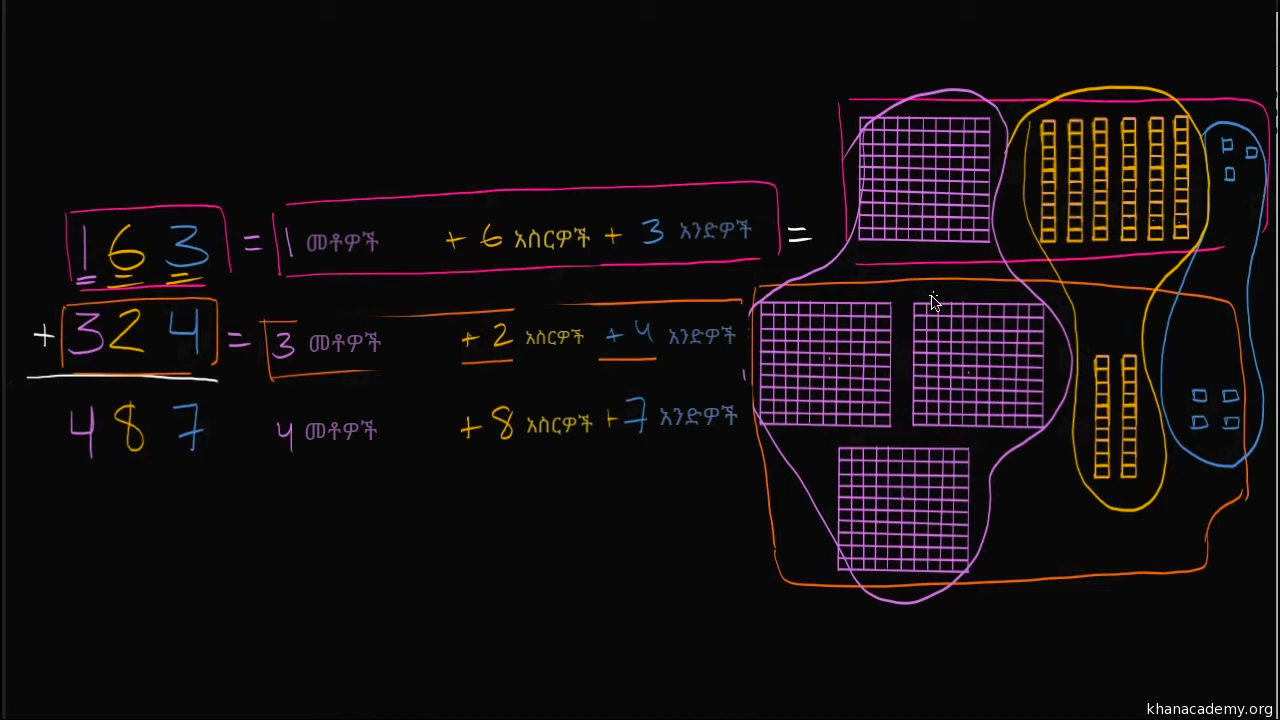 163 = 1 መቶዎች + 6 አስርዎች + 3 አንድዎች =
+ 324 = 3 መቶዎች + 2 አስርዎች + 4 አንድዎች
487 4 መቶዎች + 8 አስርዎች + 7 አንድዎች
khanacademy.org